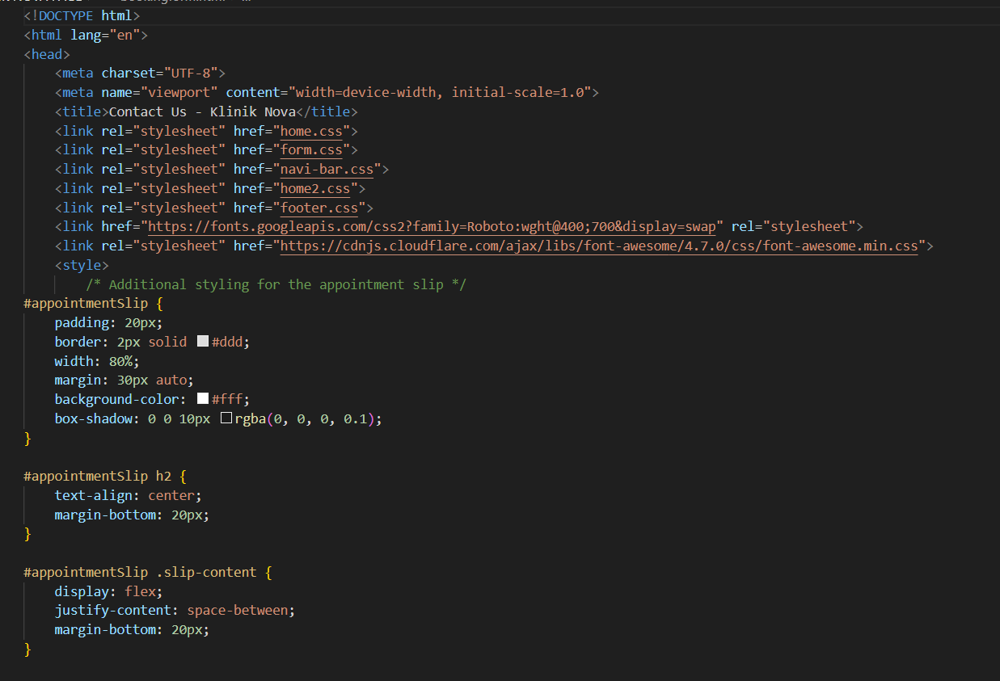 <!DOCTYPE html>
<html lang="en">
<head>
    <meta charset="UTF-8">
    <meta name="viewport" content="width=device-width, initial-scale=1.0">
    <title>Contact Us - Klinik Nova</title>
    <link rel="stylesheet" href="home.css">
    <link rel="stylesheet" href="form.css">
    <link rel="stylesheet" href="navi-bar.css">
    <link rel="stylesheet" href="home2.css">
    <link rel="stylesheet" href="footer.css">
    <link href="https://fonts.googleapis.com/css2?family=Roboto:wght@400;700&display=swap" rel="stylesheet">
    <link rel="stylesheet" href="https://cdnjs.cloudflare.com/ajax/libs/font-awesome/4.7.0/css/font-awesome.min.css">
    <style>
        /* Additional styling for the appointment slip */
#appointmentSlip {
    padding: 20px;
    border: 2px solid #ddd;
    width: 80%;
    margin: 30px auto;
    background-color: #fff;
    box-shadow: 0 0 10px rgba(0, 0, 0, 0.1);
}

#appointmentSlip h2 {
    text-align: center;
    margin-bottom: 20px;
}

#appointmentSlip .slip-content {
    display: flex;
    justify-content: space-between;
    margin-bottom: 20px;
}